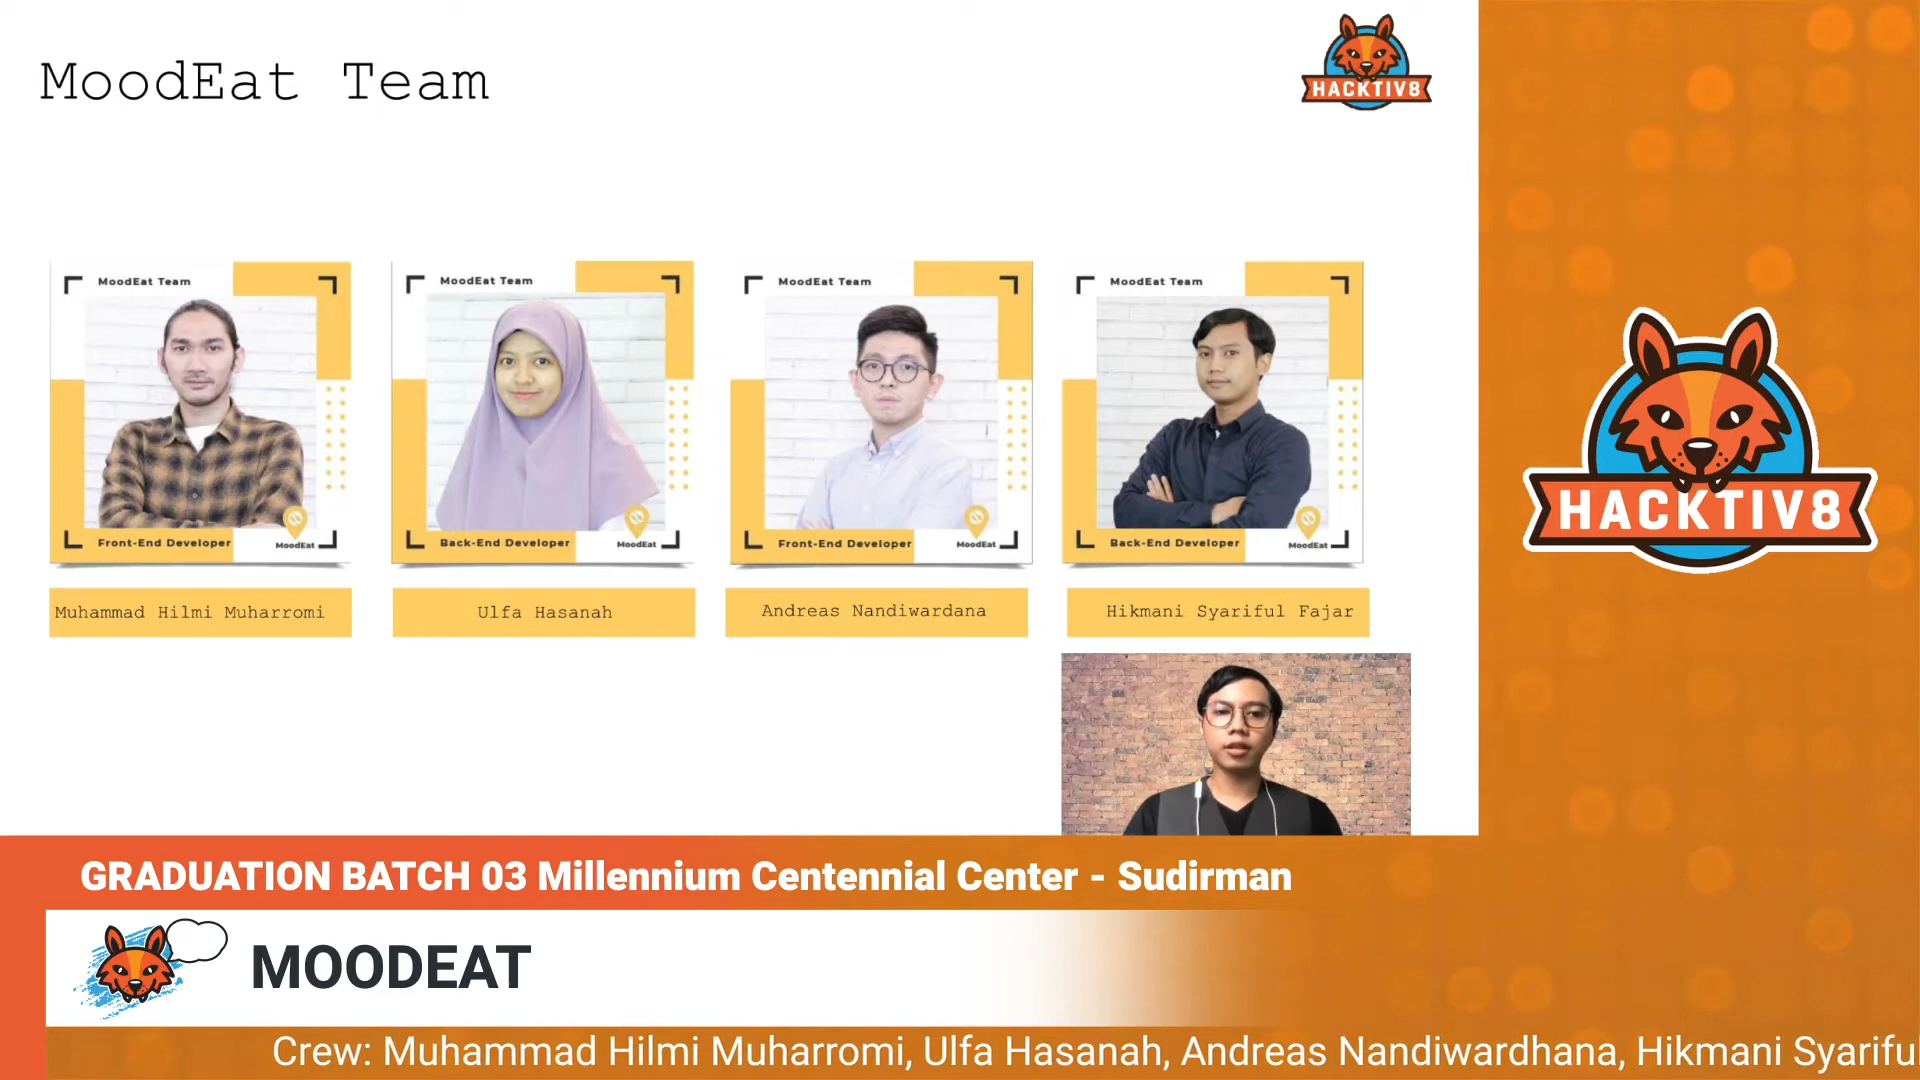 MoodEat Team
HACKTIV8
MoodEat Team
MoodEat Team
MoodEat Team
MoodEat Team
Front-End Developer
MoodEat
Back-End Developer
MoodEat
Front-End Developer
MoodEat
Back-End Developer
MoodEat
Muhammad Hilmi Muharromi
Ulfa Hasanah
Andreas Nandiwardana
Hikmani Syariful Fajar
HACKTIV8
GRADUATION BATCH 03 Millennium Centennial Center - Sudirman
MOODEAT
Crew: Muhammad Hilmi Muharromi, Ulfa Hasanah, Andreas Nandiwardhana, Hikmani Syarifu